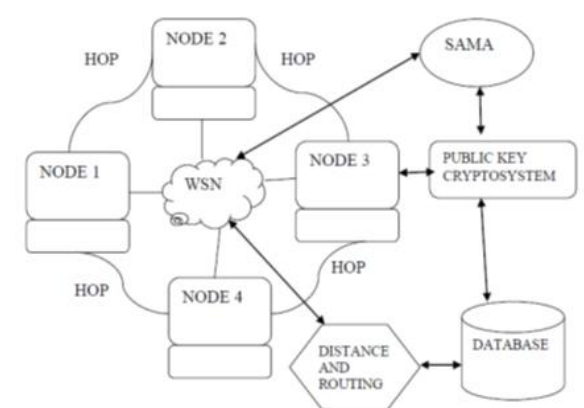 NODE 2
HOP
HOP
SAMA
NODE 1
WSN
NODE 3
PUBLIC KEY
CRYPTOSYSTEM
HOP
HOP
NODE 4
DISTANCE
AND
ROUTING
DATABASE